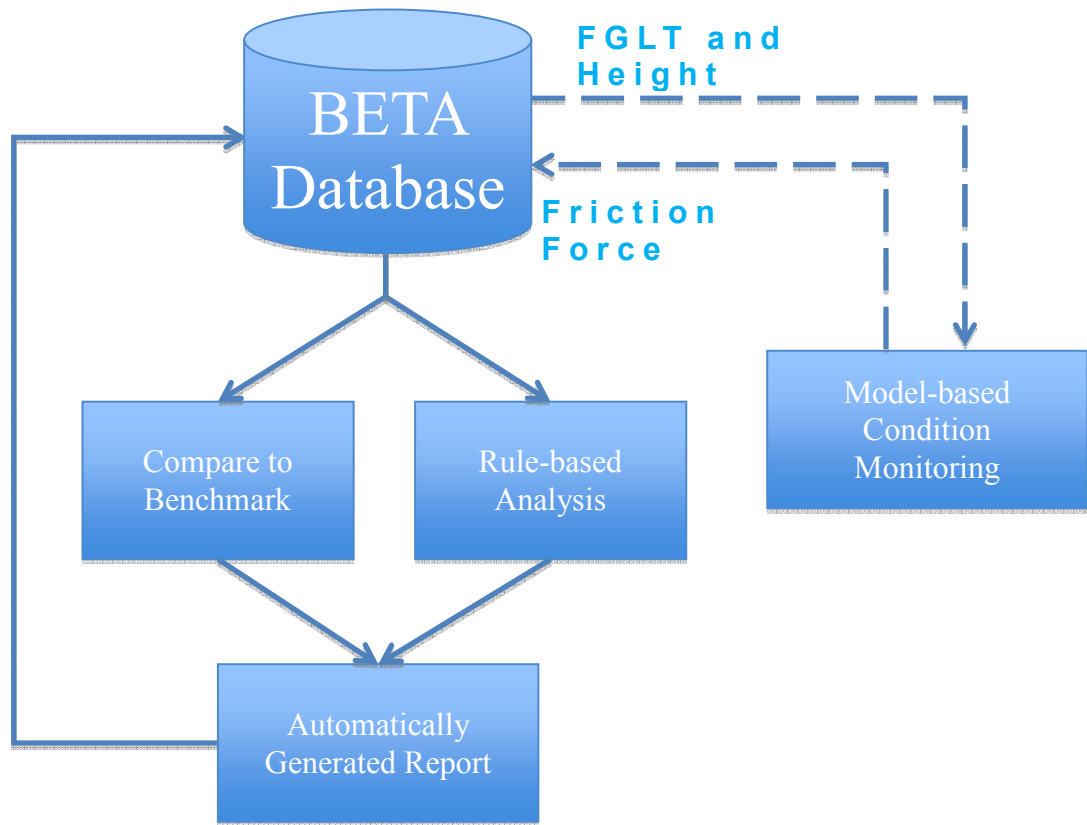 FGLT and
Height
BETA
Database
Friction
Force
Model-based
Condition
Monitoring
Compare to
Benchmark
Rule-based
Analysis
Automatically
Generated Report